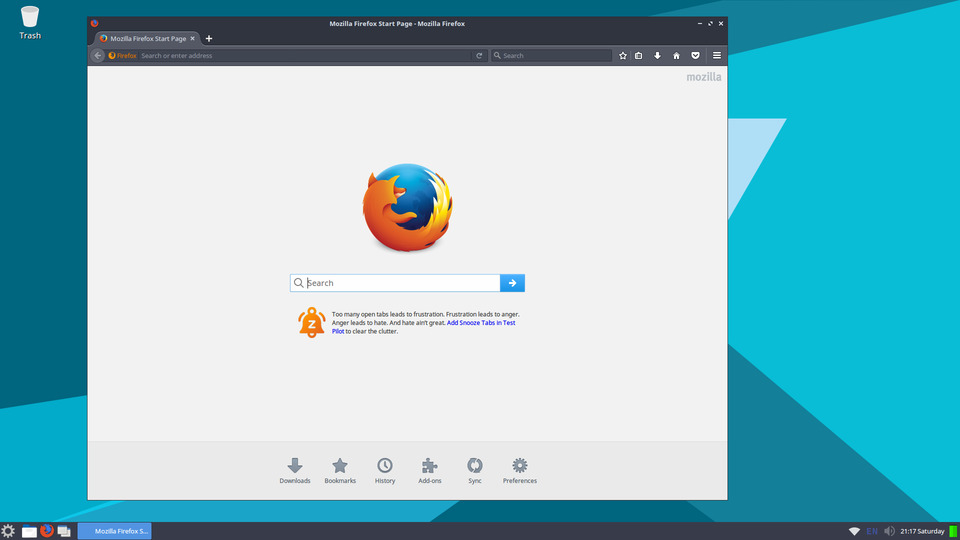 Trash
Mozilla Firefox Start Page - Mozilla Firefox
Mozilla Firefox Start Page
Firefox Search or enter address
Search
mozilla
Search
Z
Too many open tabs leads to frustration. Frustration leads to anger.
Anger leads to hate. And hate ain't great. Add Snooze Tabs in Test
Pilot to clear the clutter.
Downloads Bookmarks History Add-ons Sync Preferences
Mozilla Firefox S...
EN
21:17 Saturday